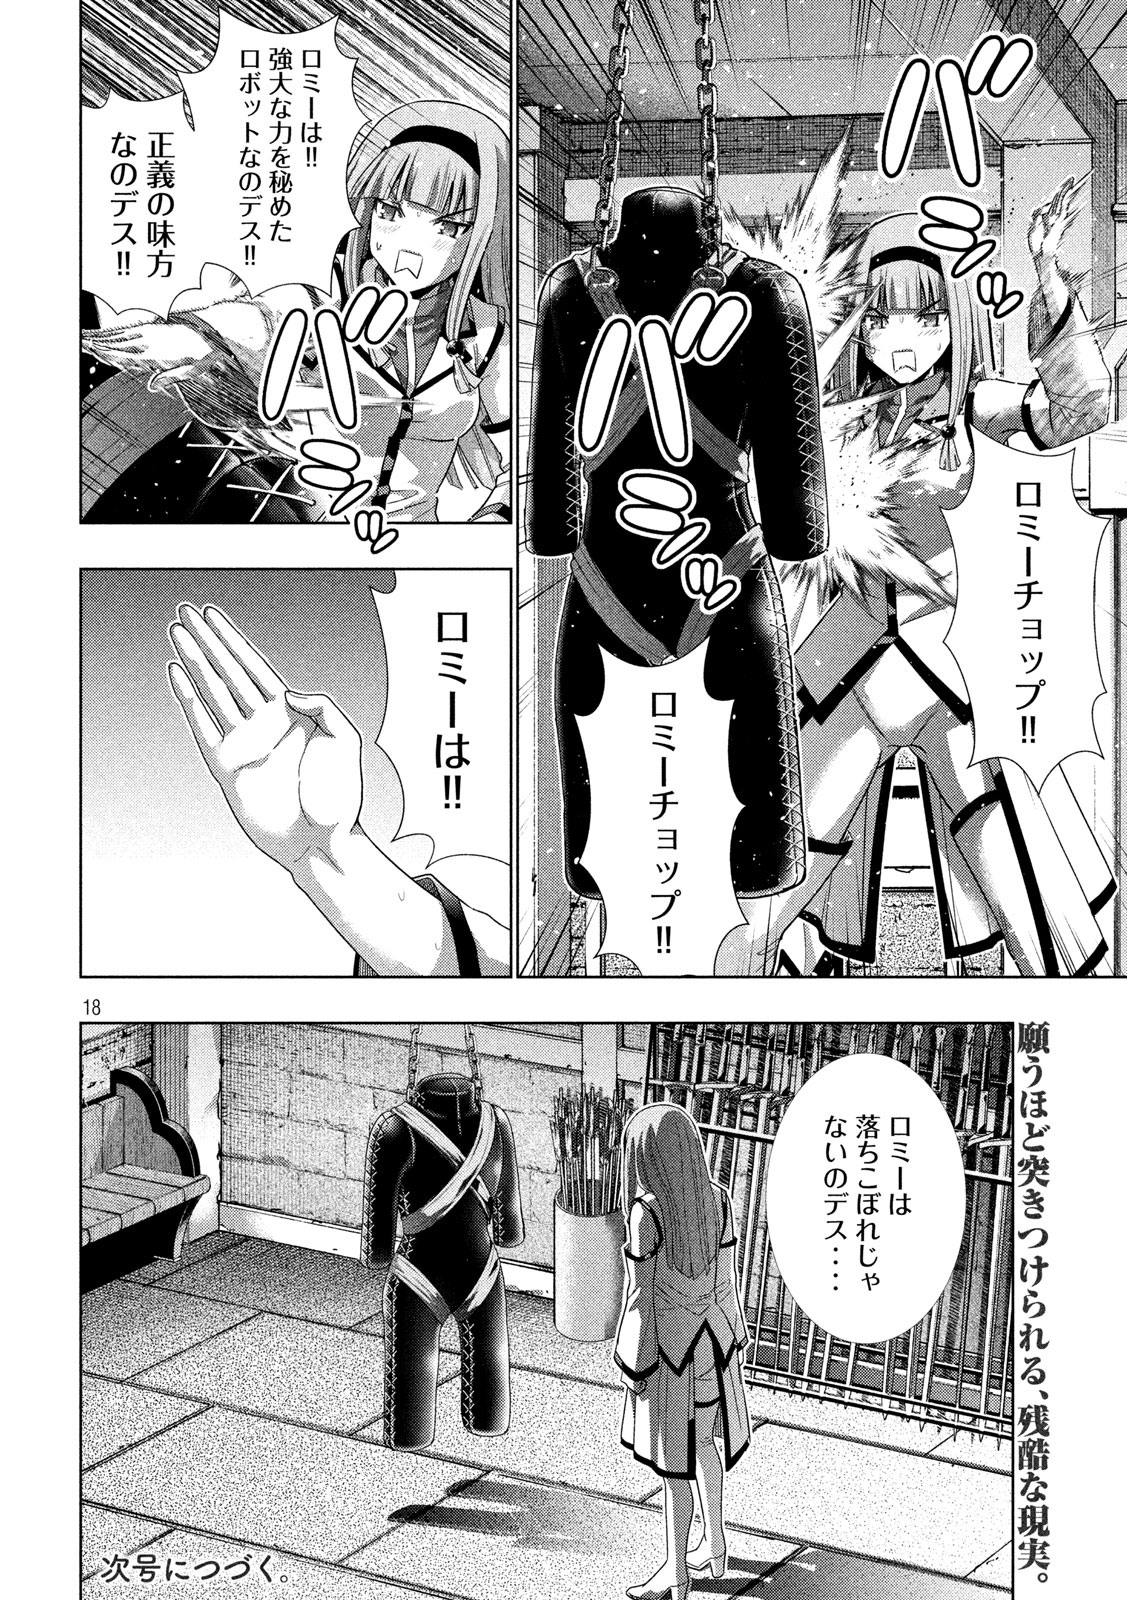 ロミーチョップ!!
バシッ
ロミーチョップ!!
バシッ
ロミーは!!
強大な力を秘めた
ロボットなのデス!!
正義の味方
なのデス!!
バシッ
ロミーは!!
18
ロミーは
落ちこぼれじゃ
ないのデス・・・・
願うほど突きつけられる、残酷な現実。
次号につづく。